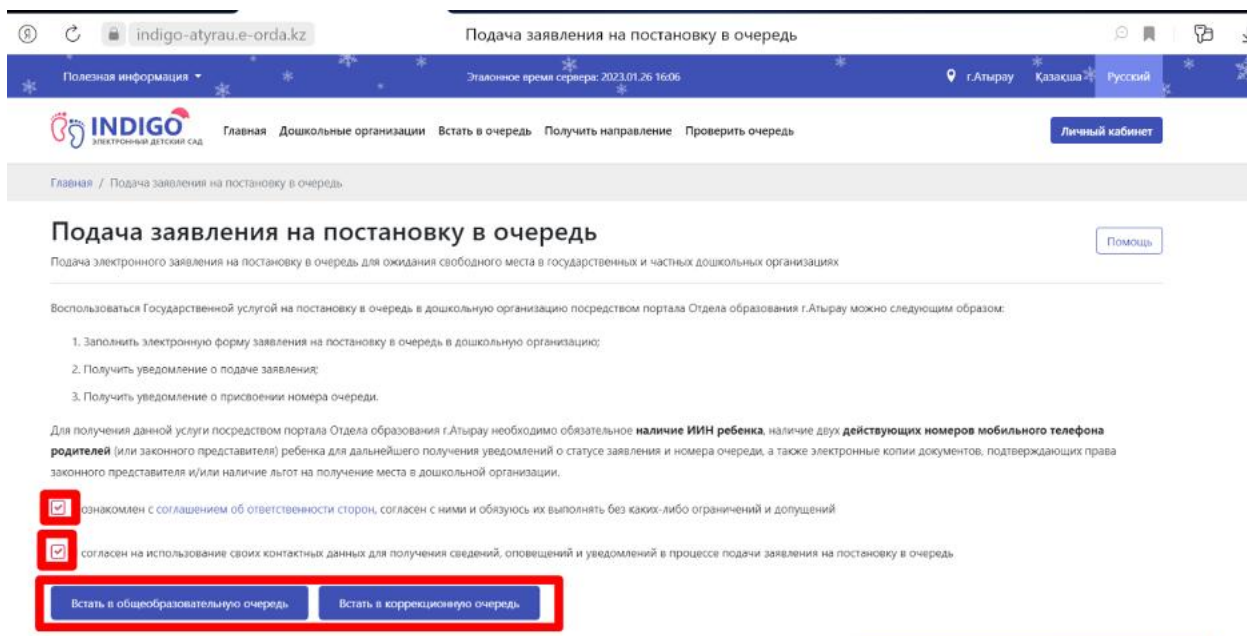 indigo-atyrau.e-orda.kz Подача заявления на постановку в очередь
Полезная информация Эталонное время сервера: 2023.01.26 16:06 г.Атырау Қазақша Русский
INDIGO
ЭЛЕКТРОННЫЙ ДЕТСКИЙ САД
Главная Дошкольные организации Встать в очередь Получить направление Проверить очередь Личный кабинет
Главная / Подача заявления на постановку в очередь
Подача заявления на постановку в очередь
Помощь
Подача электронного заявления на постановку в очередь для ожидания свободного места в государственных и частных дошкольных организациях
Воспользоваться Государственной услугой на постановку в очередь в дошкольную организацию посредством портала Отдела образования г.Атырау можно следующим образом:
1. Заполнить электронную форму заявления на постановку в очередь в дошкольную организацию;
2. Получить уведомление о подаче заявления;
3. Получить уведомление о присвоении номера очереди.
Для получения данной услуги посредством портала Отдела образования г.Атырау необходимо обязательное наличие ИИН ребенка, наличие двух действующих номеров мобильного телефона
родителей (или законного представителя) ребенка для дальнейшего получения уведомлений о статусе заявления и номера очереди, а также электронные копии документов, подтверждающих права
законного представителя и/или наличие льгот на получение места в дошкольной организации.
ознакомлен с соглашением об ответственности сторон, согласен с ними и обязуюсь их выполнять без каких-либо ограничений и допущений
согласен на использование своих контактных данных для получения сведений, оповещений и уведомлений в процессе подачи заявления на постановку в очередь
Встать в общеобразовательную очередь Встать в коррекционную очередь